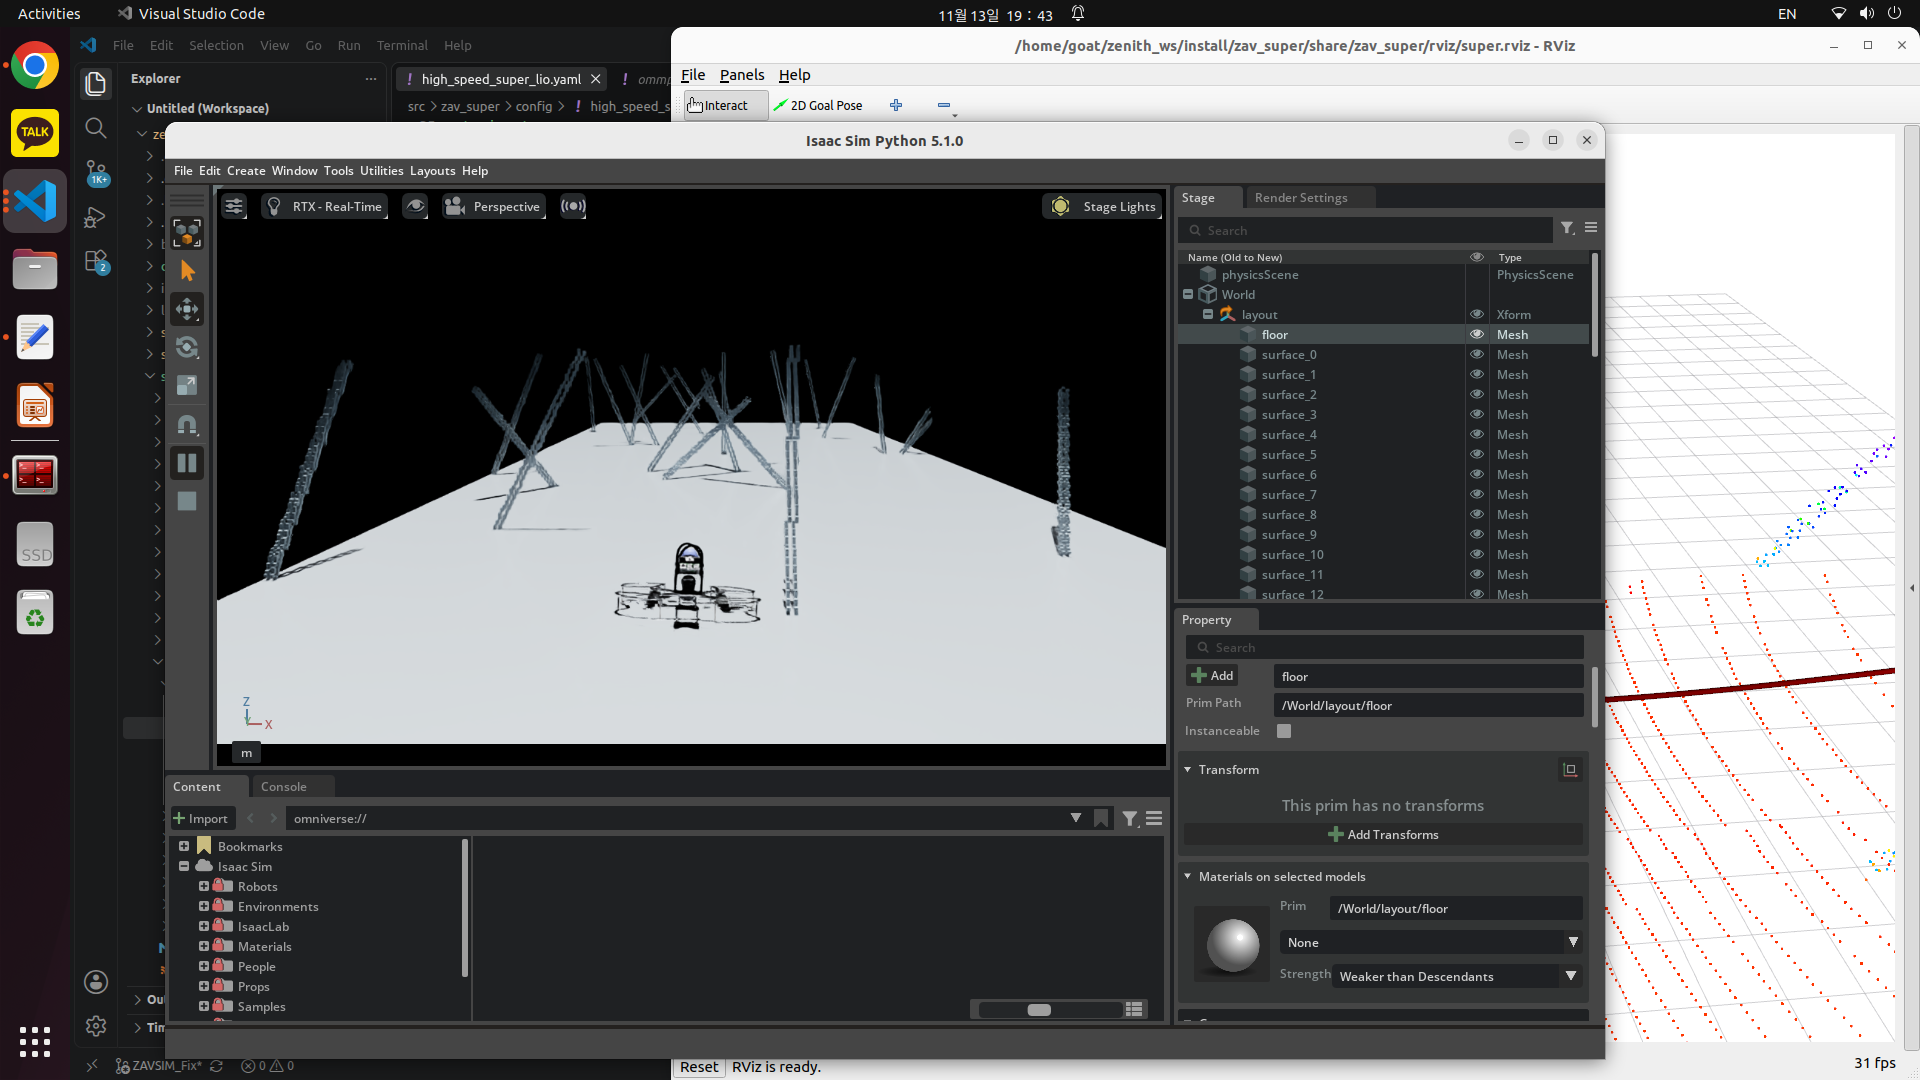 Activities
Visual Studio Code
11월 13일 19 : 43
EN
File Edit Selection View Go Run Terminal Help
/home/goat/zenith_ws/install/zav_super/share/zav_super/rviz/super.rviz - RViz
File Panels Help
Interact
2D Goal Pose
Explorer
Untitled (Workspace)
! high_speed_super_lio.yaml
src > zav_super > config > ! high_speed_s
TALK
1K+
2
SSD
Isaac Sim Python 5.1.0
File Edit Create Window Tools Utilities Layouts Help
RTX - Real-Time
Perspective
Stage Lights
Z
X
m
Stage
Render Settings
Search
Name (Old to New)
Type
physicsScene PhysicsScene
World
layout Xform
floor Mesh
surface_0 Mesh
surface_1 Mesh
surface_2 Mesh
surface_3 Mesh
surface_4 Mesh
surface_5 Mesh
surface_6 Mesh
surface_7 Mesh
surface_8 Mesh
surface_9 Mesh
surface_10 Mesh
surface_11 Mesh
surface_12 Mesh
Property
Search
Add
floor
Prim Path
/World/layout/floor
Instanceable
Transform
This prim has no transforms
Add Transforms
Materials on selected models
Prim
/World/layout/floor
None
Strength
Weaker than Descendants
Content
Console
Import
omniverse://
Bookmarks
Isaac Sim
Robots
Environments
IsaacLab
Materials
People
Props
Samples
Ou
Tim
ZAVSIM_Fix*
0
0
Reset
RViz is ready.
31 fps